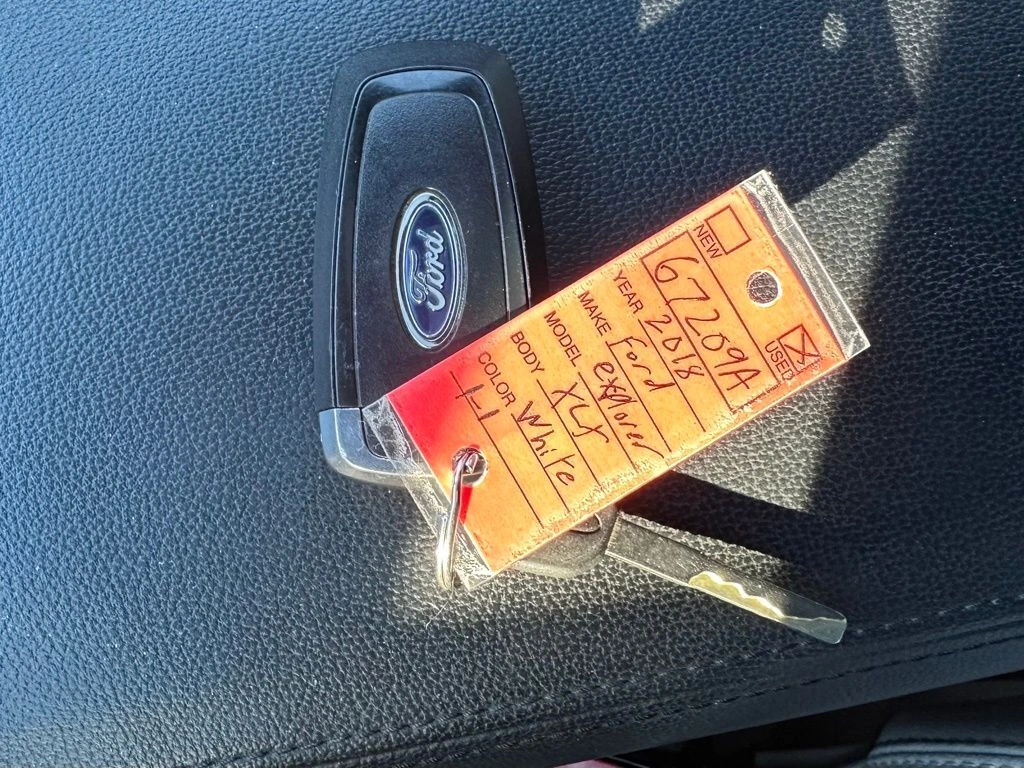 Ford
NEW
USED
67209A
YEAR 2018
MAKE Ford
MODEL explorer
BODY XLT
COLOR White